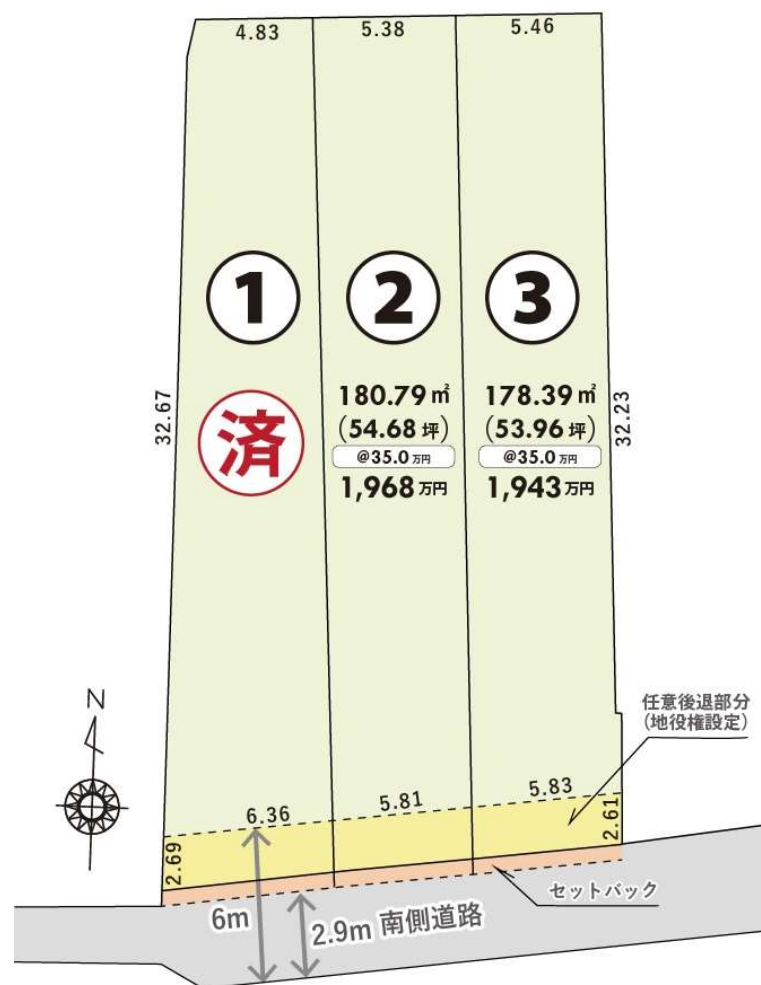 4.83
5.38
5.46
1
2
3
済
180.79㎡
(54.68坪)
@35.0万円
1,968万円
178.39㎡
(53.96坪)
@35.0万円
1,943万円
32.67
32.23
N
任意後退部分
(地役権設定)
6.36
5.81
5.83
2.69
2.61
セットバック
6m
2.9m 南側道路